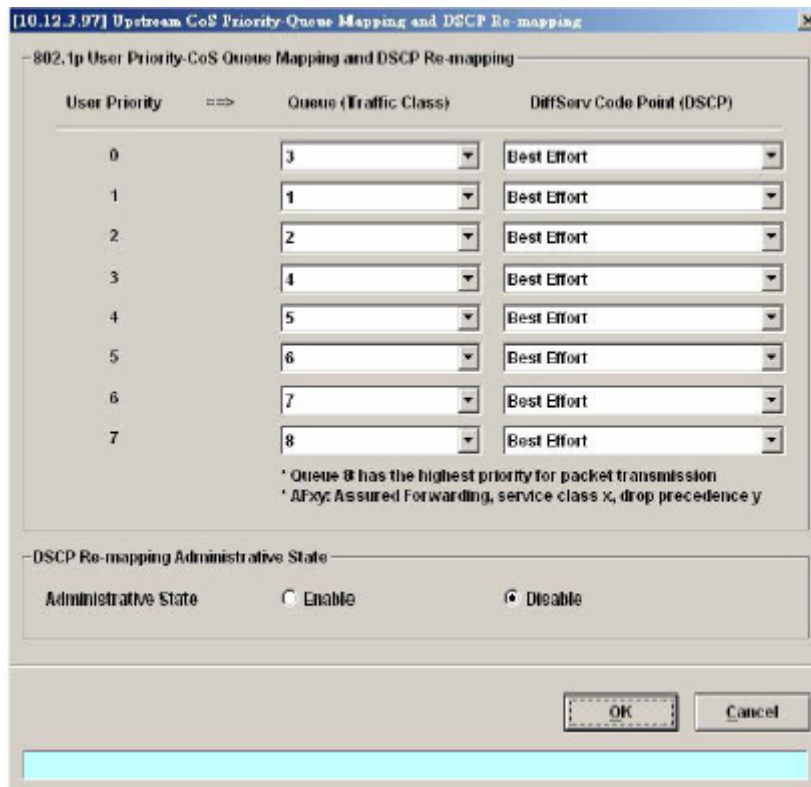 [10.12.3.97] Upstream CoS Priority-Queue Mapping and DSCP Re-mapping
802.1p User Priority-CoS Queue Mapping and DSCP Re-mapping
User Priority ==> Queue (Traffic Class) DiffServ Code Point (DSCP)
0 3 Best Effort
1 1 Best Effort
2 2 Best Effort
3 4 Best Effort
4 5 Best Effort
5 6 Best Effort
6 7 Best Effort
7 8 Best Effort
* Queue 8 has the highest priority for packet transmission
* AFxy: Assured Forwarding, service class x, drop precedence y
DSCP Re-mapping Administrative State
Administrative State Enable Disable
OK Cancel